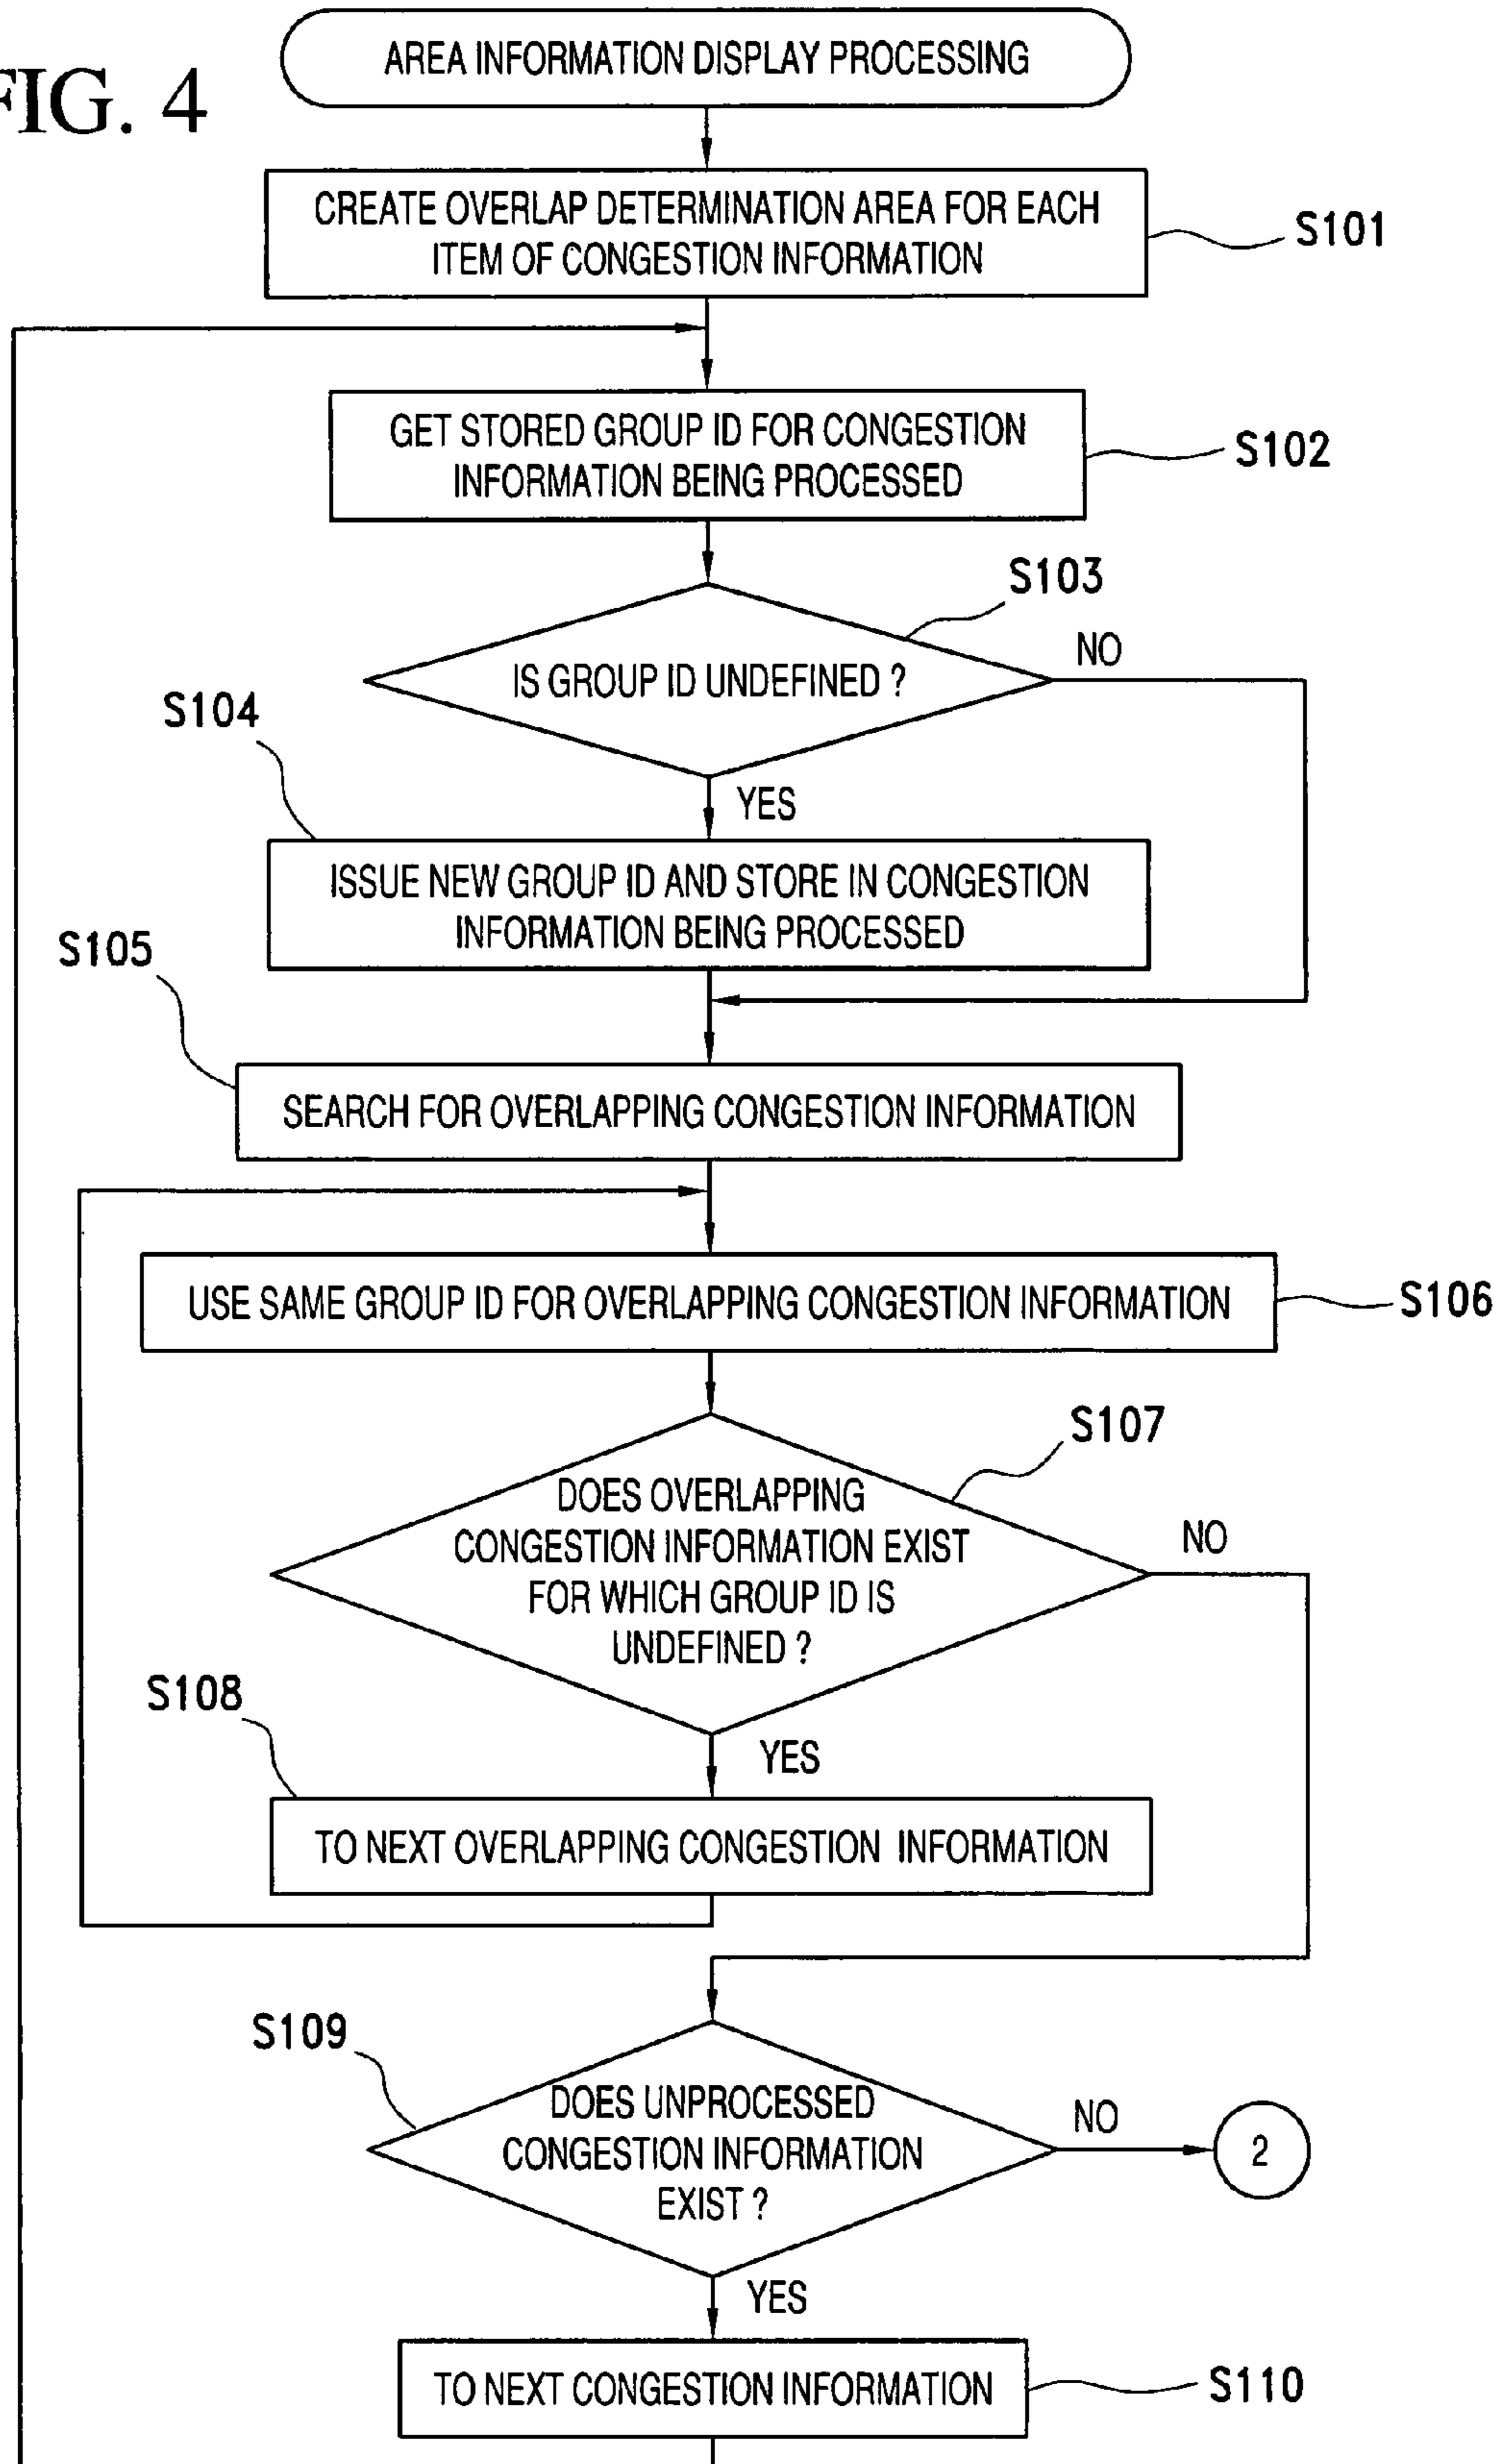 FIG. 4
AREA INFORMATION DISPLAY PROCESSING
CREATE OVERLAP DETERMINATION AREA FOR EACH
ITEM OF CONGESTION INFORMATION
S101
GET STORED GROUP ID FOR CONGESTION
INFORMATION BEING PROCESSED
S102
S103
IS GROUP ID UNDEFINED ?
NO
YES
S104
ISSUE NEW GROUP ID AND STORE IN CONGESTION
INFORMATION BEING PROCESSED
S105
SEARCH FOR OVERLAPPING CONGESTION INFORMATION
USE SAME GROUP ID FOR OVERLAPPING CONGESTION INFORMATION
S106
S107
DOES OVERLAPPING
CONGESTION INFORMATION EXIST
FOR WHICH GROUP ID IS
UNDEFINED ?
NO
YES
S108
TO NEXT OVERLAPPING CONGESTION INFORMATION
S109
DOES UNPROCESSED
CONGESTION INFORMATION
EXIST ?
NO
2
YES
TO NEXT CONGESTION INFORMATION
S110